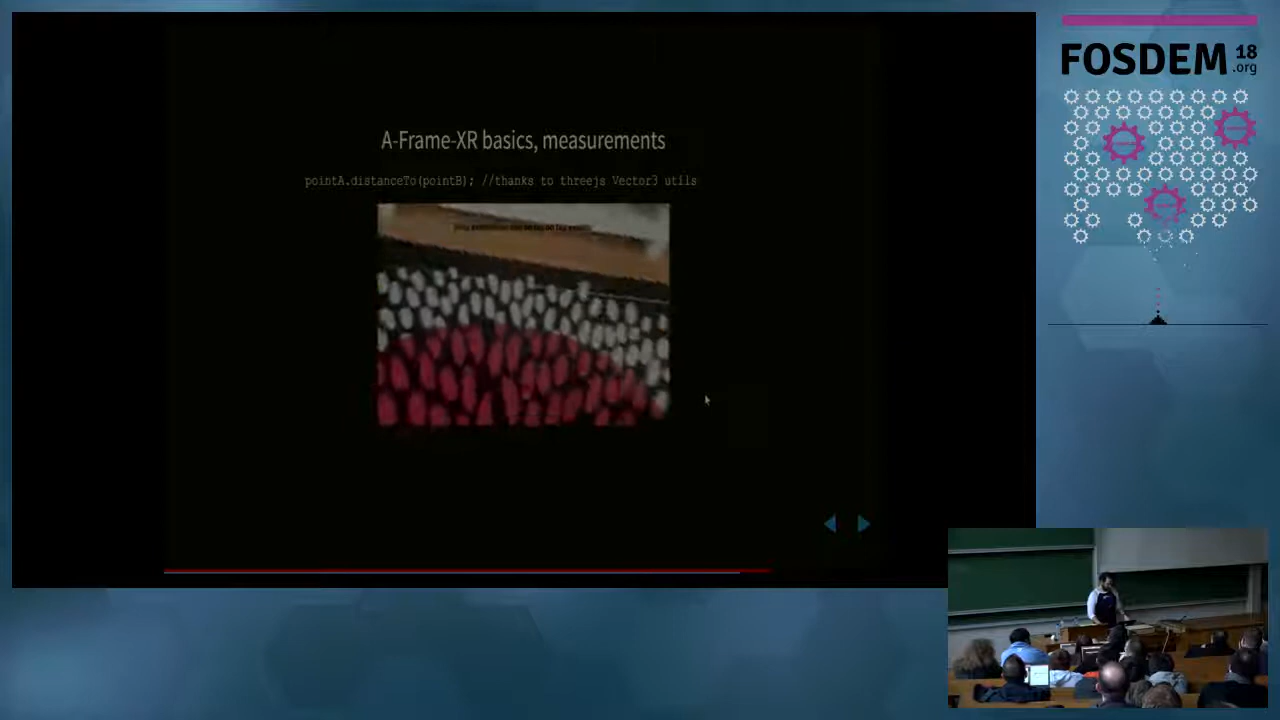 A-Frame-XR basics, measurements
pointA.distanceTo(pointB); //thanks to threejs Vector3 utils
FOSDEM 18
.org